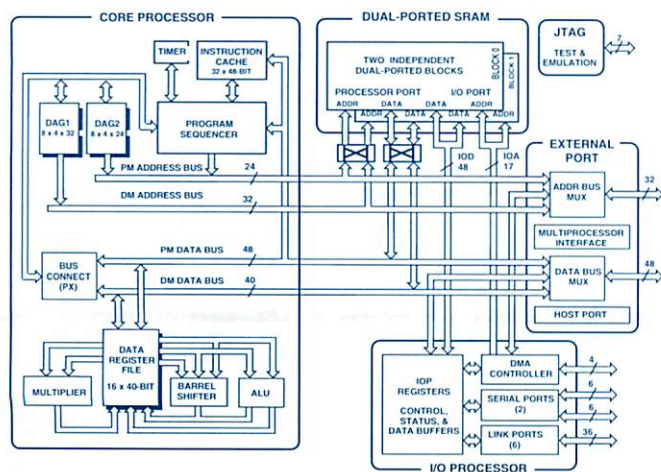 CORE PROCESSOR
TIMER
INSTRUCTION
CACHE
32 x 48-BIT
DAG1
8 x 4 x 32
DAG2
8 x 4 x 24
PROGRAM
SEQUENCER
PM ADDRESS BUS
24
DM ADDRESS BUS
32
PM DATA BUS
48
DM DATA BUS
40
BUS
CONNECT
(PX)
DATA
REGISTER
FILE
16 x 40-BIT
MULTIPLIER
BARREL
SHIFTER
ALU
DUAL-PORTED SRAM
TWO INDEPENDENT
DUAL-PORTED BLOCKS
BLOCK 0
BLOCK 1
PROCESSOR PORT
I/O PORT
ADDR
DATA
DATA
ADDR
ADDR
DATA
DATA
ADDR
IOD
48
IOA
17
JTAG
TEST &
EMULATION
7
EXTERNAL
PORT
ADDR BUS
MUX
32
MULTIPROCESSOR
INTERFACE
DATA BUS
MUX
48
HOST PORT
IOP
REGISTERS
CONTROL,
STATUS, &
DATA BUFFERS
DMA
CONTROLLER
4
SERIAL PORTS
(2)
6
6
LINK PORTS
(6)
36
I/O PROCESSOR